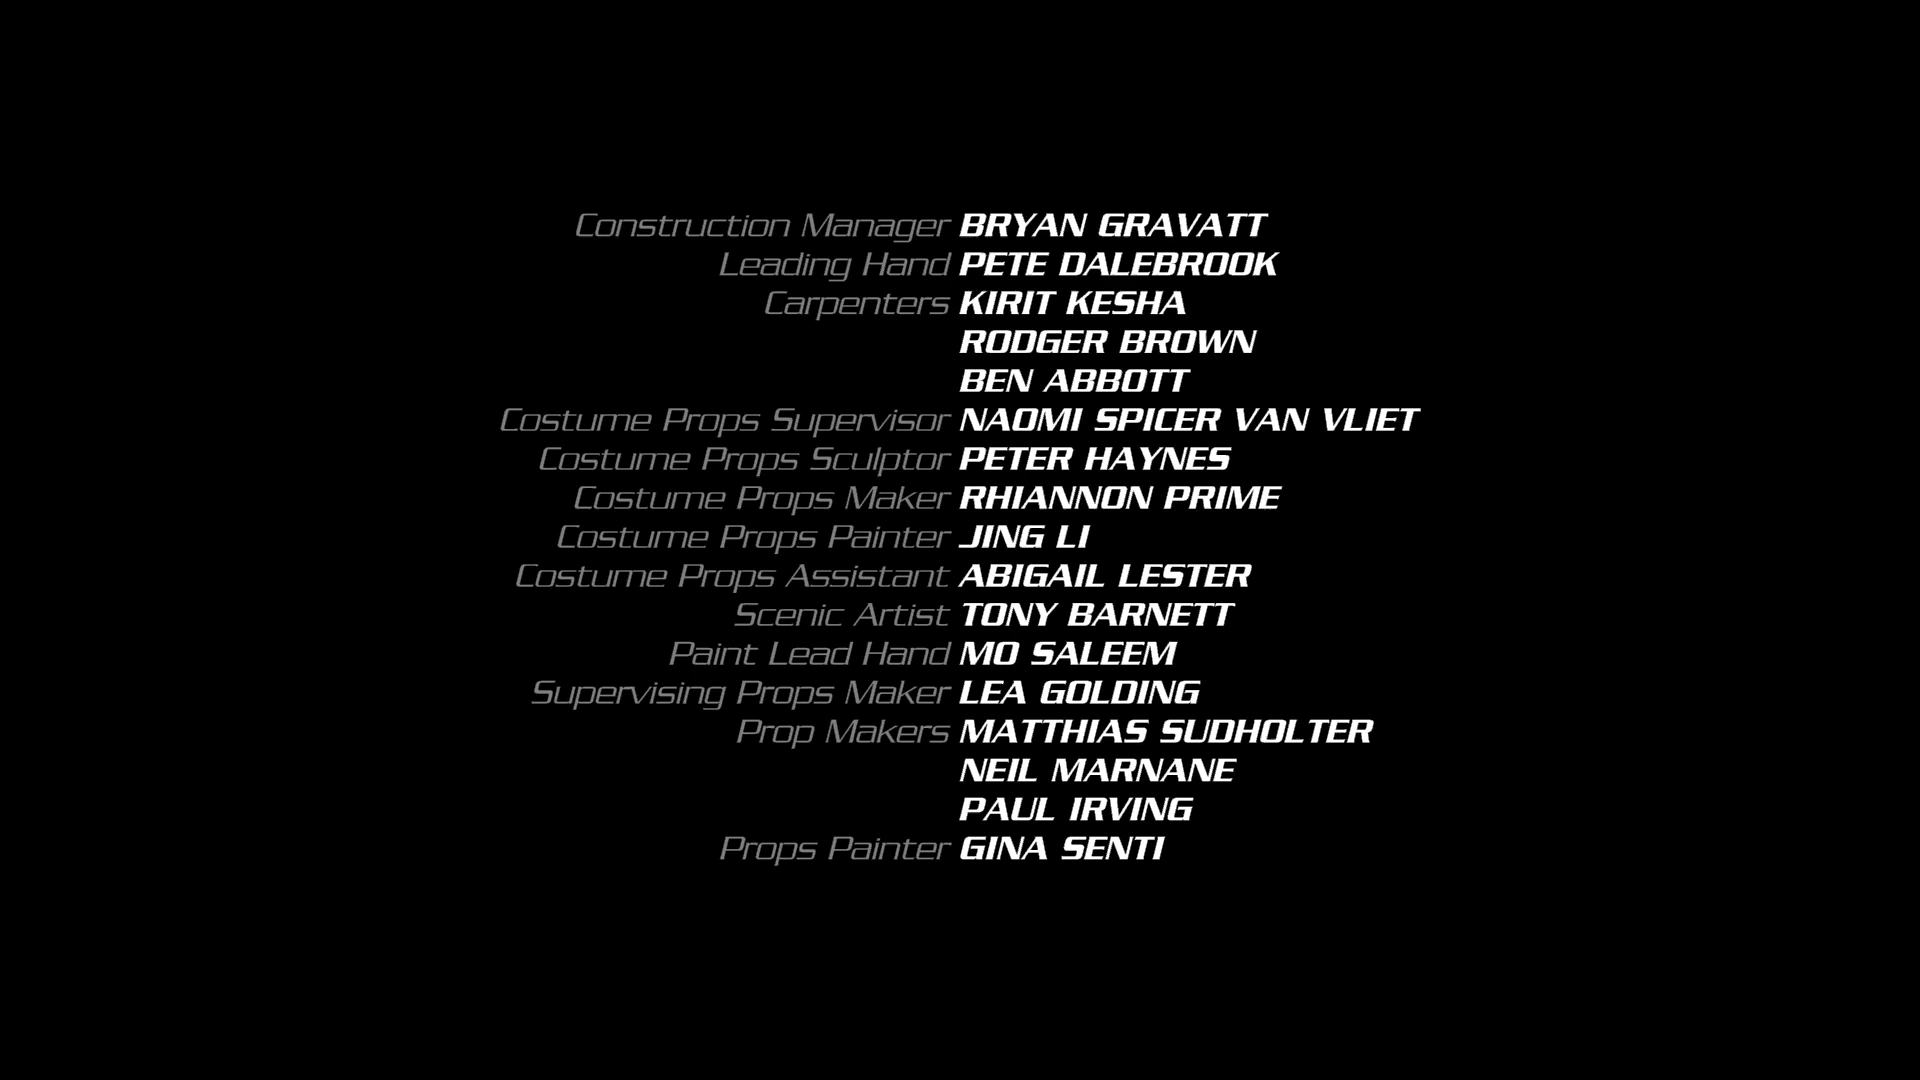 Construction Manager BRYAN GRAVATT
Leading Hand PETE DALEBROOK
Carpenters KIRIT KESHA
RODGER BROWN
BEN ABBOTT
Costume Props Supervisor NAOMI SPICER VAN VLIET
Costume Props Sculptor PETER HAYNES
Costume Props Maker RHIANNON PRIME
Costume Props Painter JING LI
Costume Props Assistant ABIGAIL LESTER
Scenic Artist TONY BARNETT
Paint Lead Hand MO SALEEM
Supervising Props Maker LEA GOLDING
Prop Makers MATTHIAS SUDHOLTER
NEIL MARNANE
PAUL IRVING
Props Painter GINA SENTI